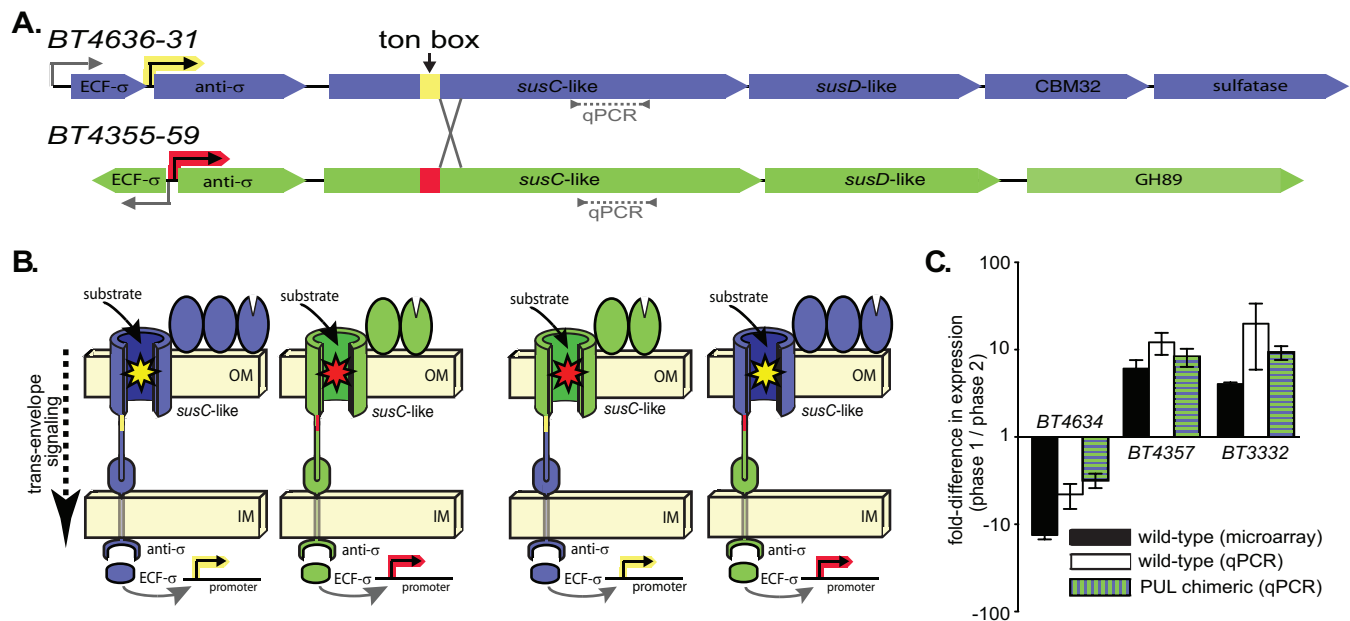 A.
BT4636-31
ton box
ECF-σ
anti-σ
susC-like
susD-like
CBM32
sulfatase
qPCR
BT4355-59
ECF-σ
anti-σ
susC-like
susD-like
GH89
qPCR
B.
trans-envelope
signaling
substrate
OM
susC-like
IM
anti-σ
ECF-σ
promoter
substrate
OM
susC-like
IM
anti-σ
ECF-σ
promoter
substrate
OM
susC-like
IM
anti-σ
ECF-σ
promoter
substrate
OM
susC-like
IM
anti-σ
ECF-σ
promoter
C.
fold-difference in expression
(phase 1 / phase 2)
100
10
1
-10
-100
BT4634
BT4357
BT3332
wild-type (microarray)
wild-type (qPCR)
PUL chimeric (qPCR)